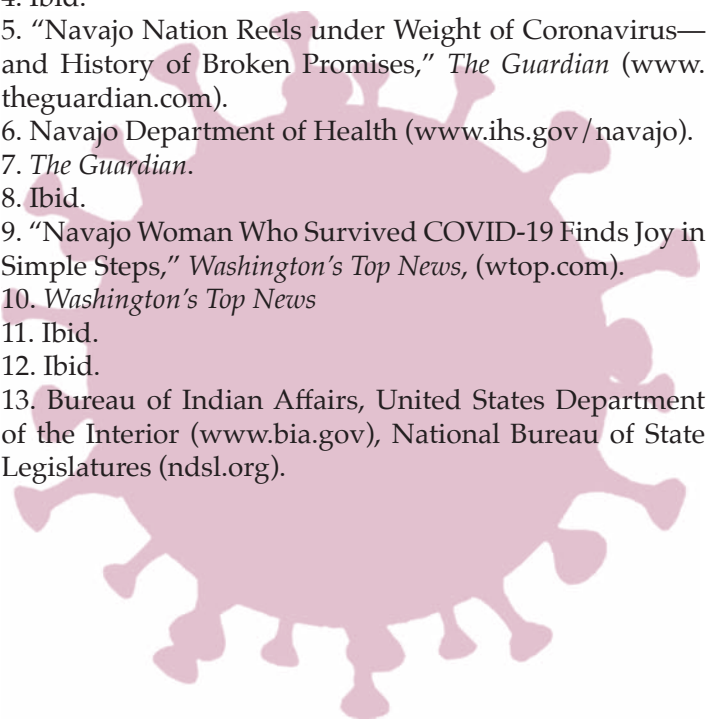 4. Ibid.
5. “Navajo Nation Reels under Weight of Coronavirus—
and History of Broken Promises,” The Guardian (www.
theguardian.com).
6. Navajo Department of Health (www.ihs.gov/navajo).
7. The Guardian.
8. Ibid.
9. “Navajo Woman Who Survived COVID-19 Finds Joy in
Simple Steps,” Washington's Top News, (wtop.com).
10. Washington's Top News
11. Ibid.
12. Ibid.
13. Bureau of Indian Affairs, United States Department
of the Interior (www.bia.gov), National Bureau of State
Legislatures (ndsl.org).